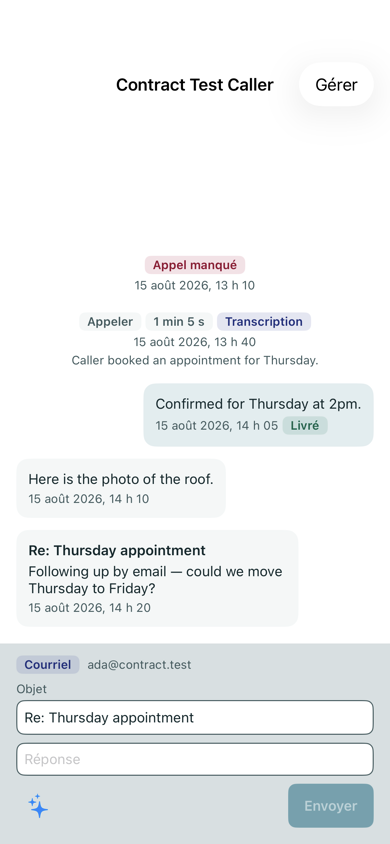 Contract Test Caller
Gérer
Appel manqué
15 août 2026, 13 h 10
Appeler 1 min 5 s Transcription
15 août 2026, 13 h 40
Caller booked an appointment for Thursday.
Confirmed for Thursday at 2pm.
15 août 2026, 14 h 05 Livré
Here is the photo of the roof.
15 août 2026, 14 h 10
Re: Thursday appointment
Following up by email — could we move
Thursday to Friday?
15 août 2026, 14 h 20
Courriel ada@contract.test
Objet
Re: Thursday appointment
Réponse
Envoyer